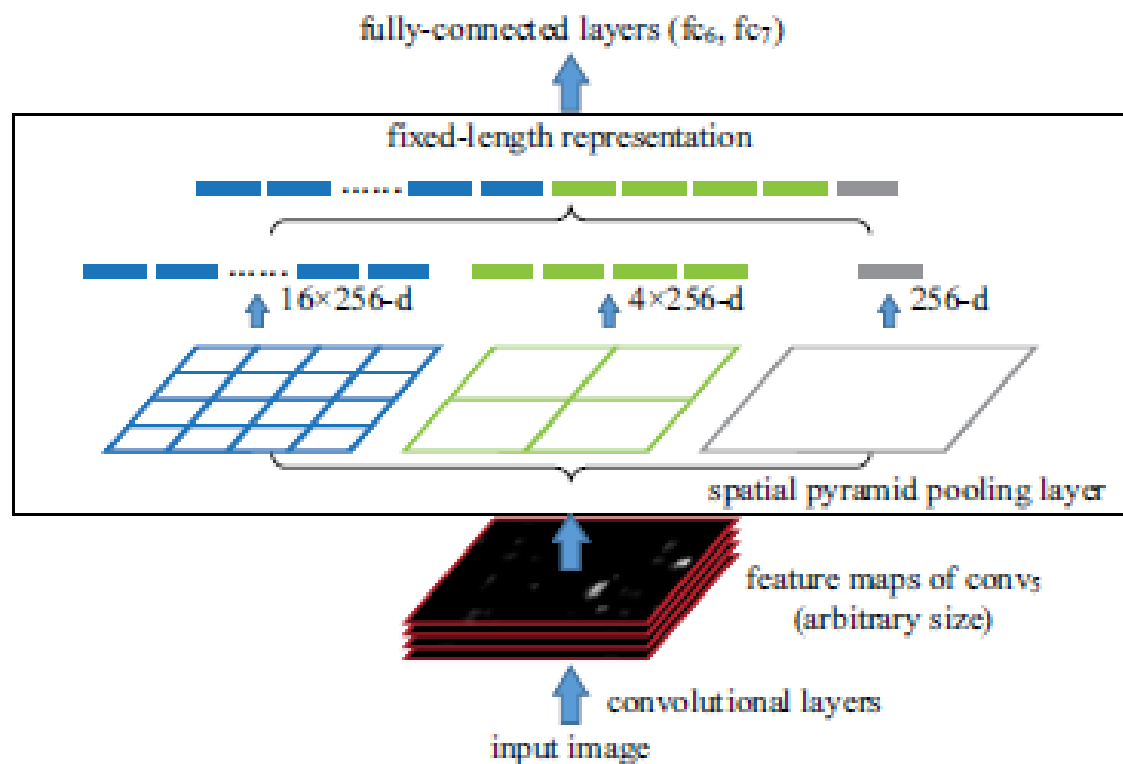 fully-connected layers (fc₆, fc₇)
fixed-length representation
16×256-d
4×256-d
256-d
spatial pyramid pooling layer
feature maps of conv₅
(arbitrary size)
convolutional layers
input image